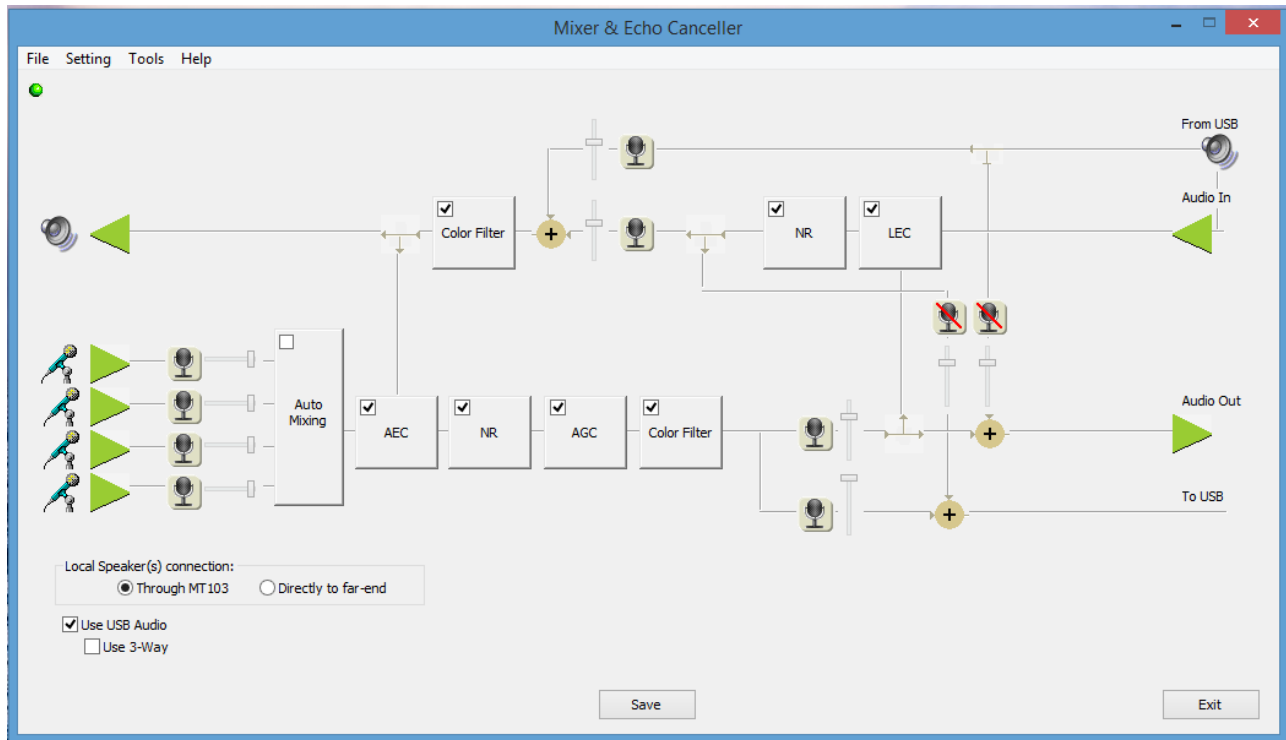 Mixer & Echo Canceller
File Setting Tools Help
From USB
Audio In
Color Filter
NR
LEC
Auto
Mixing
AEC
NR
AGC
Color Filter
Audio Out
To USB
Local Speaker(s) connection:
Through MT103 Directly to far-end
Use USB Audio
Use 3-Way
Save
Exit